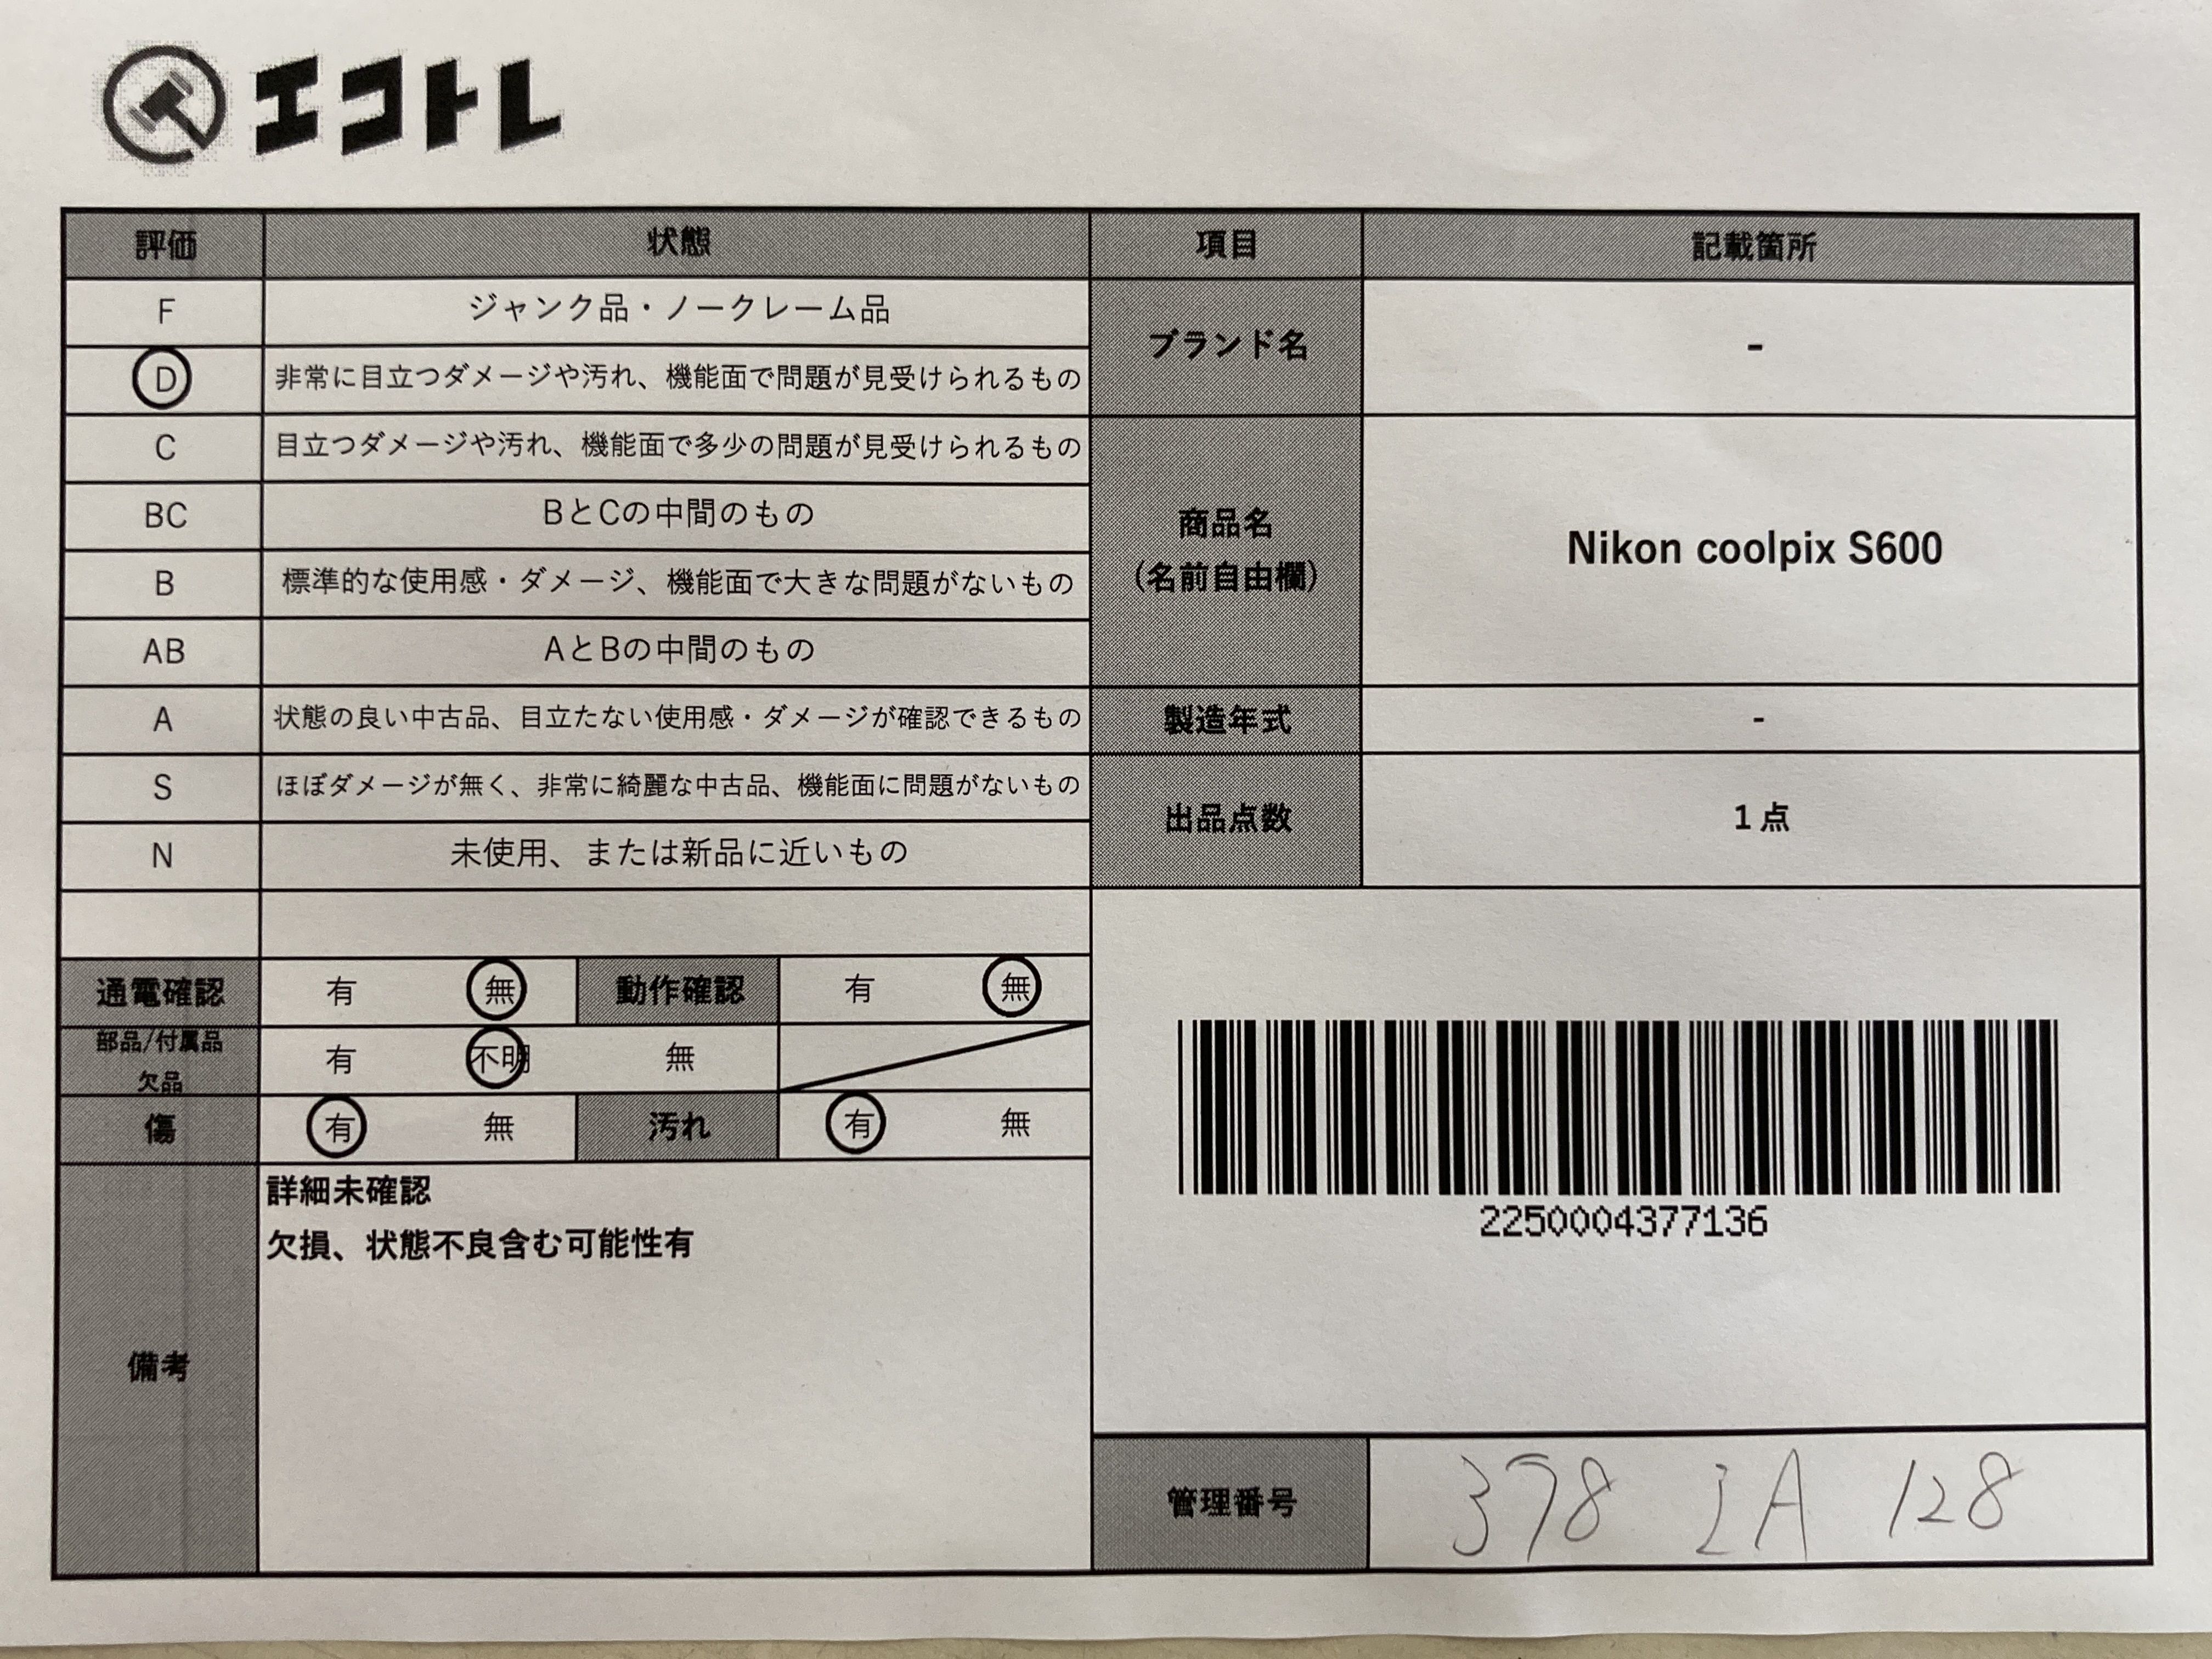 エコトレ
評価 状態 項目 記載箇所
F ジャンク品・ノークレーム品
D 非常に目立つダメージや汚れ、機能面で問題が見受けられるもの
ブランド名 -
C 目立つダメージや汚れ、機能面で多少の問題が見受けられるもの
BC BとCの中間のもの
商品名
(名前自由欄)
Nikon coolpix S600
B 標準的な使用感・ダメージ、機能面で大きな問題がないもの
AB AとBの中間のもの
A 状態の良い中古品、目立たない使用感・ダメージが確認できるもの
製造年式 -
S ほぼダメージが無く、非常に綺麗な中古品、機能面に問題がないもの
出品点数 1点
N 未使用、または新品に近いもの
通電確認 有 無 動作確認 有 無
部品/付属品
欠品
有 不明 無
傷 有 無 汚れ 有 無
備考
詳細未確認
欠損、状態不良含む可能性有
2250004377136
管理番号 378 IA 128